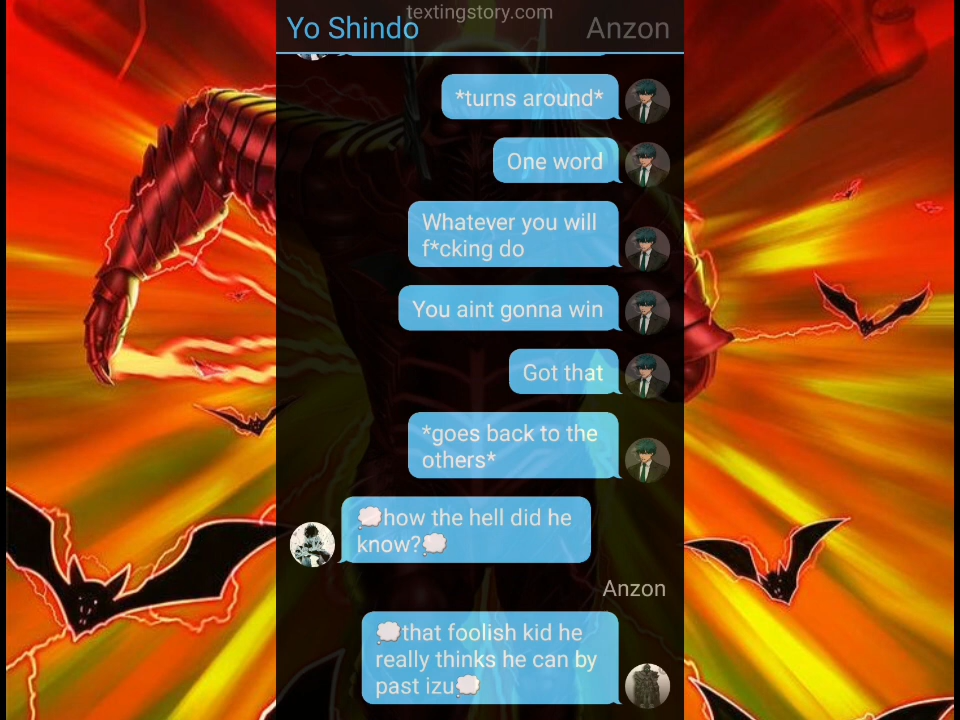 textingstory.com
Yo Shindo
Anzon
*turns around*
One word
Whatever you will
f*cking do
You aint gonna win
Got that
*goes back to the
others*
💭how the hell did he
know?💭
Anzon
💭that foolish kid he
really thinks he can by
past izu💭